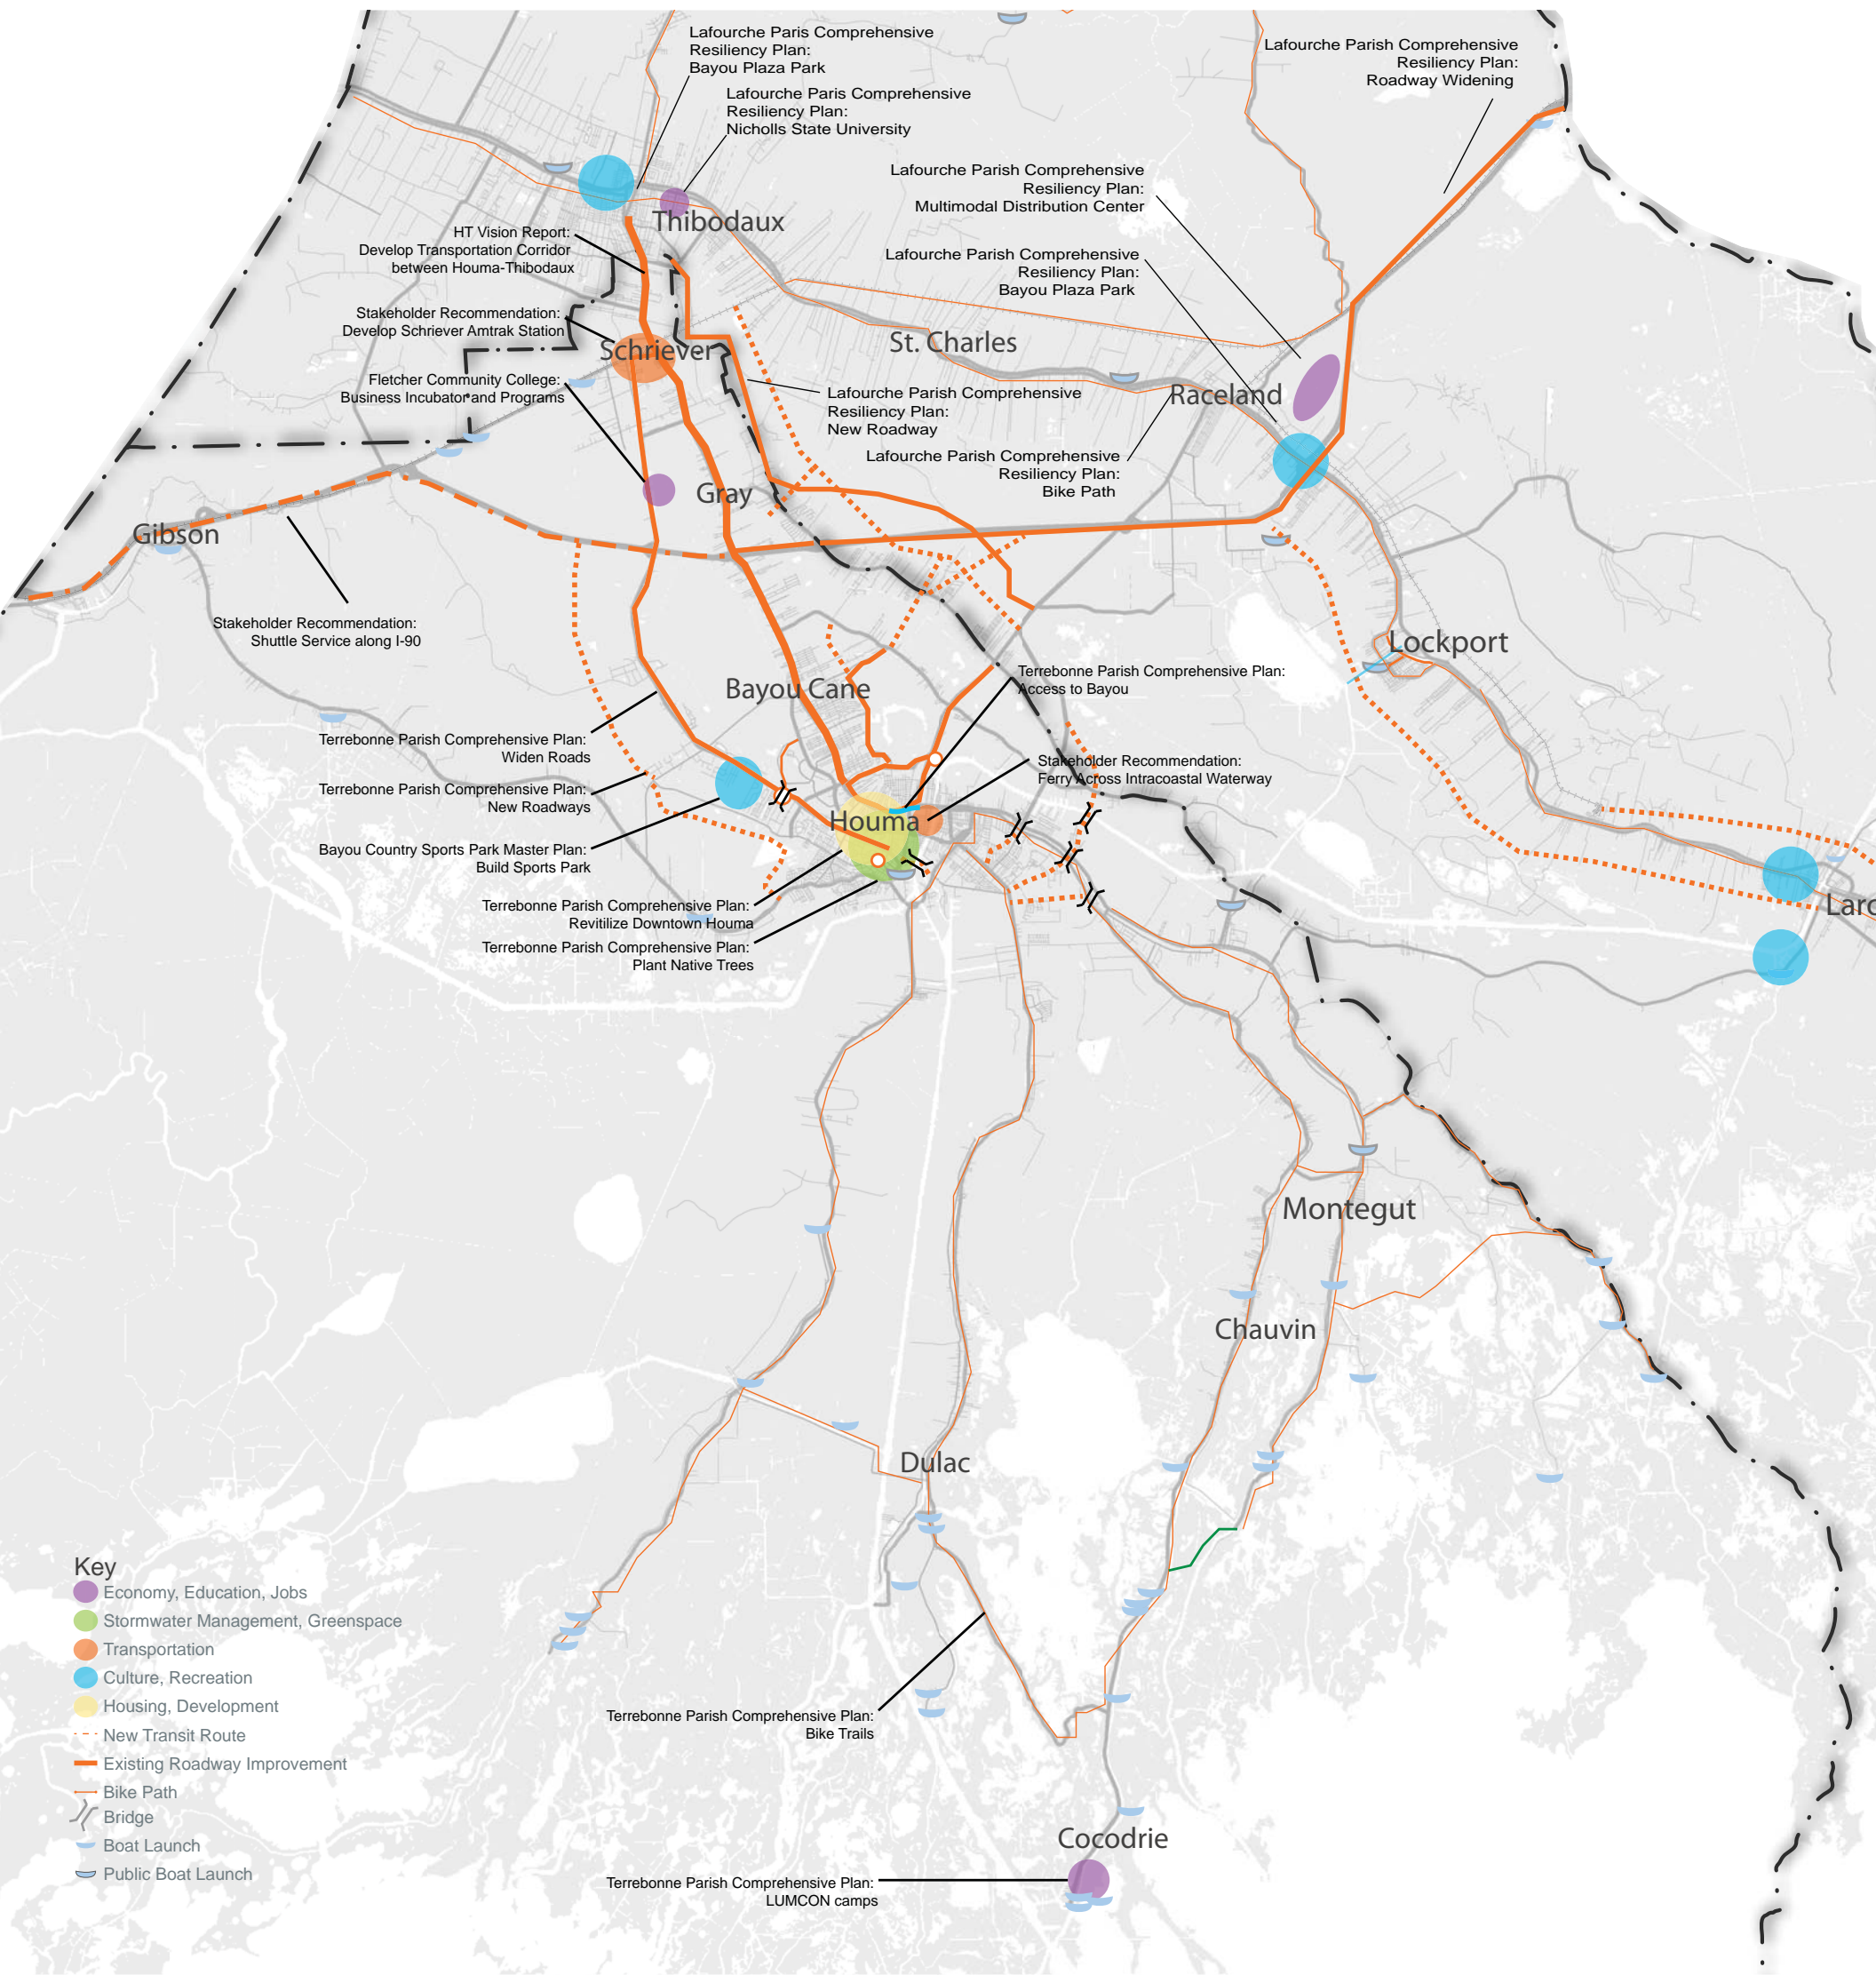 Lafourche Paris Comprehensive
Resiliency Plan:
Bayou Plaza Park
Lafourche Parish Comprehensive
Resiliency Plan:
Roadway Widening
Lafourche Paris Comprehensive
Resiliency Plan:
Nicholls State University
Lafourche Parish Comprehensive
Resiliency Plan:
Multimodal Distribution Center
Thibodaux
HT Vision Report:
Develop Transportation Corridor
between Houma-Thibodaux
Lafourche Parish Comprehensive
Resiliency Plan:
Bayou Plaza Park
Stakeholder Recommendation:
Develop Schriever Amtrak Station
Schriever
St. Charles
Fletcher Community College:
Business Incubator and Programs
Lafourche Parish Comprehensive
Resiliency Plan:
New Roadway
Raceland
Lafourche Parish Comprehensive
Resiliency Plan:
Bike Path
Gray
Gibson
Stakeholder Recommendation:
Shuttle Service along I-90
Lockport
Bayou Cane
Terrebonne Parish Comprehensive Plan:
Access to Bayou
Terrebonne Parish Comprehensive Plan:
Widen Roads
Stakeholder Recommendation:
Ferry Across Intracoastal Waterway
Terrebonne Parish Comprehensive Plan:
New Roadways
Houma
Bayou Country Sports Park Master Plan:
Build Sports Park
Terrebonne Parish Comprehensive Plan:
Revitilize Downtown Houma
Laro
Terrebonne Parish Comprehensive Plan:
Plant Native Trees
Montegut
Chauvin
Dulac
Key
Economy, Education, Jobs
Stormwater Management, Greenspace
Transportation
Culture, Recreation
Housing, Development
New Transit Route
Existing Roadway Improvement
Bike Path
Bridge
Boat Launch
Public Boat Launch
Terrebonne Parish Comprehensive Plan:
Bike Trails
Cocodrie
Terrebonne Parish Comprehensive Plan:
LUMCON camps